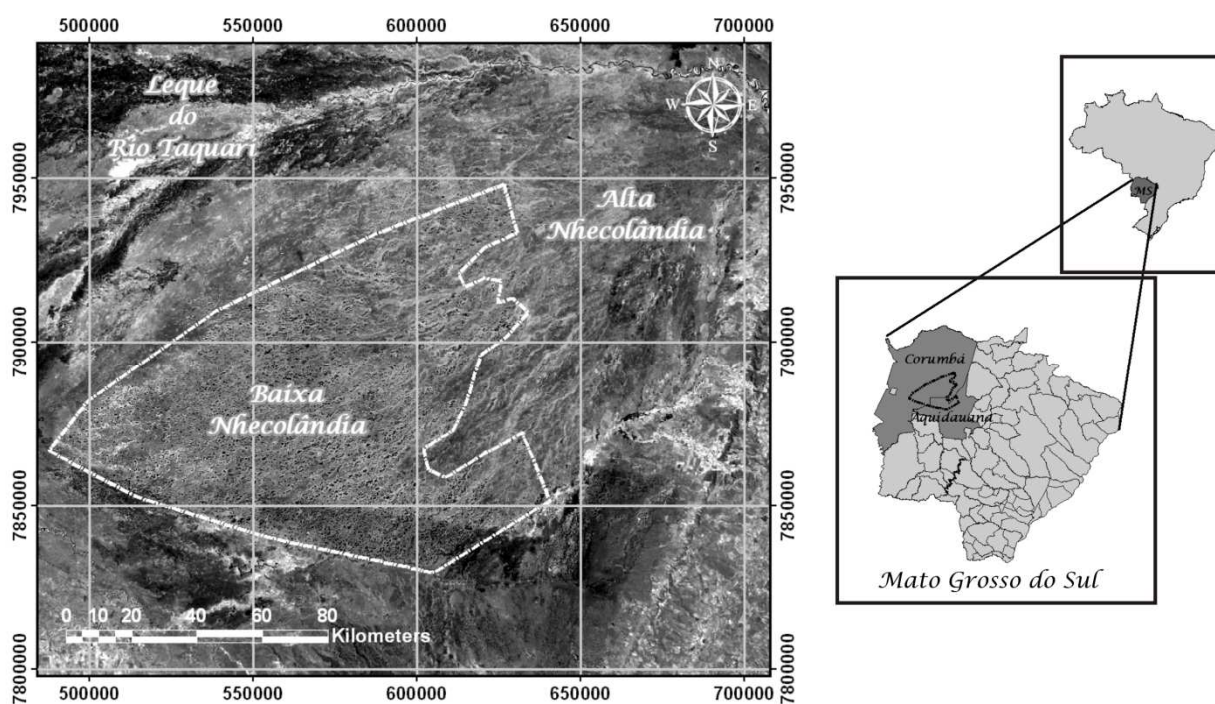 500000 550000 600000 650000 700000
Leque
do
Rio Taquari
N
W E
S
7950000
7950000
Alta
Nhecolândia
7900000
7900000
Baixa
Nhecolândia
7850000
7850000
0 10 20 40 60 80
Kilometers
7800000
7800000
500000 550000 600000 650000 700000
MS
Corumbá
Aquidauana
Mato Grosso do Sul